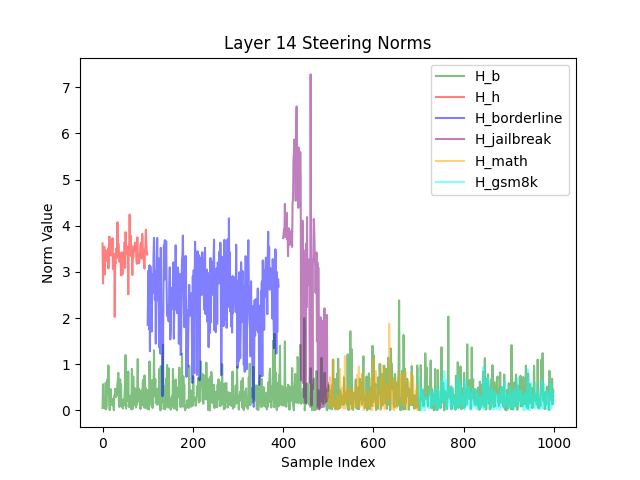 Layer 14 Steering Norms
H_b
H_h
H_borderline
H_jailbreak
H_math
H_gsm8k
Norm Value
7
6
5
4
3
2
1
0
0 200 400 600 800 1000
Sample Index